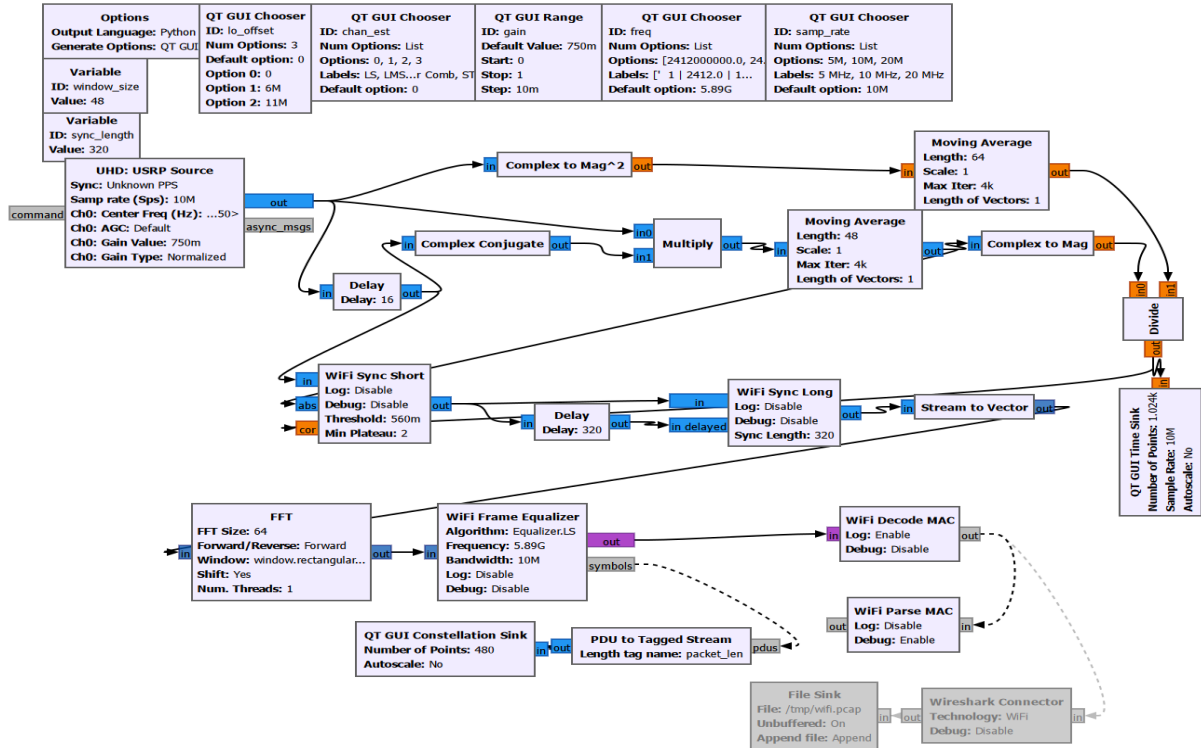 Options
Output Language: Python
Generate Options: QT GUI
QT GUI Chooser
ID: lo_offset
Num Options: 3
Default option: 0
Option 0: 0
Option 1: 6M
Option 2: 11M
QT GUI Chooser
ID: chan_est
Num Options: List
Options: 0, 1, 2, 3
Labels: LS, LMS...r Comb, ST
Default option: 0
QT GUI Range
ID: gain
Default Value: 750m
Start: 0
Stop: 1
Step: 10m
QT GUI Chooser
ID: freq
Num Options: List
Options: [2412000000.0, 24.
Labels: [' 1 | 2412.0 | 1...
Default option: 5.89G
QT GUI Chooser
ID: samp_rate
Num Options: List
Options: 5M, 10M, 20M
Labels: 5 MHz, 10 MHz, 20 MHz
Default option: 10M
Variable
ID: window_size
Value: 48
Variable
ID: sync_length
Value: 320
UHD: USRP Source
Sync: Unknown PPS
Samp rate (Sps): 10M
Ch0: Center Freq (Hz): ...50>
Ch0: AGC: Default
Ch0: Gain Value: 750m
Ch0: Gain Type: Normalized
command
out
async_msgs
in
Complex to Mag^2
out
in
Moving Average
Length: 64
Scale: 1
Max Iter: 4k
Length of Vectors: 1
out
in
Complex Conjugate
out
in0
in1
Multiply
out
in
Moving Average
Length: 48
Scale: 1
Max Iter: 4k
Length of Vectors: 1
out
in
Complex to Mag
out
in
Delay
Delay: 16
out
in0
in1
Divide
out
in
QT GUI Time Sink
Number of Points: 1.024k
Sample Rate: 10M
Autoscale: No
in
abs
cor
WiFi Sync Short
Log: Disable
Debug: Disable
Threshold: 560m
Min Plateau: 2
out
in
Delay
Delay: 320
out
in
in delayed
WiFi Sync Long
Log: Disable
Debug: Disable
Sync Length: 320
out
in
Stream to Vector
out
in
FFT
FFT Size: 64
Forward/Reverse: Forward
Window: window.rectangular...
Shift: Yes
Num. Threads: 1
out
in
WiFi Frame Equalizer
Algorithm: Equalizer.LS
Frequency: 5.89G
Bandwidth: 10M
Log: Disable
Debug: Disable
out
symbols
in
WiFi Decode MAC
Log: Enable
Debug: Disable
out
out
WiFi Parse MAC
Log: Disable
Debug: Enable
in
QT GUI Constellation Sink
Number of Points: 480
Autoscale: No
in
out
PDU to Tagged Stream
Length tag name: packet_len
pdus
File Sink
File: /tmp/wifi.pcap
Unbuffered: On
Append file: Append
in
out
Wireshark Connector
Technology: WiFi
Debug: Disable
in